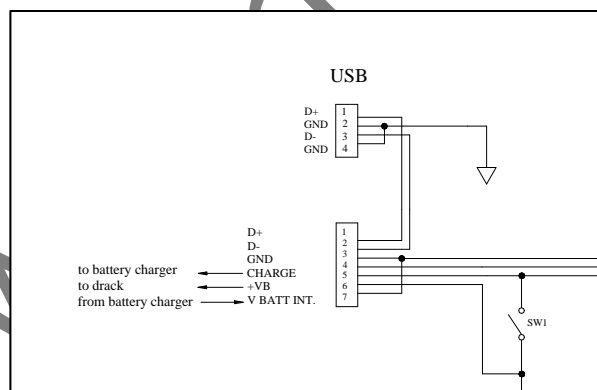 USB
D+ 1
GND 2
D- 3
GND 4
D+ 1
D- 2
GND 3
to battery charger CHARGE 4
to drack +VB 5
from battery charger V BATT INT. 6
7
SW1